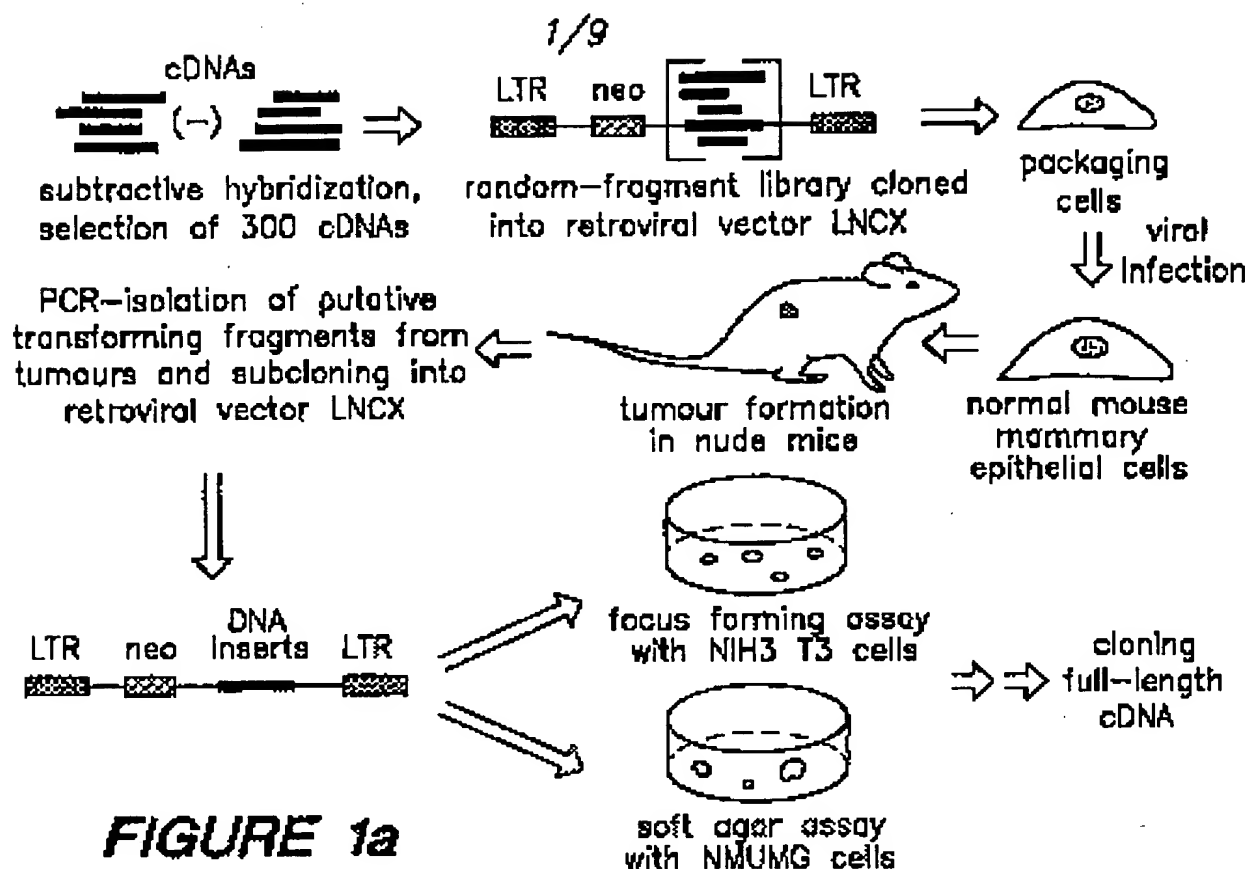 1/9
cDNAs
(-)
subtractive hybridization,
selection of 300 cDNAs
LTR neo LTR
random-fragment library cloned
into retroviral vector LNCX
packaging
cells
viral
Infection
normal mouse
mammary
epithelial cells
tumour formation
in nude mice
PCR-isolation of putative
transforming fragments from
tumours and subcloning into
retroviral vector LNCX
LTR neo DNA Inserts LTR
focus forming assay
with NIH3 T3 cells
soft agar assay
with NMUMG cells
cloning
full-length
cDNA
FIGURE 1a